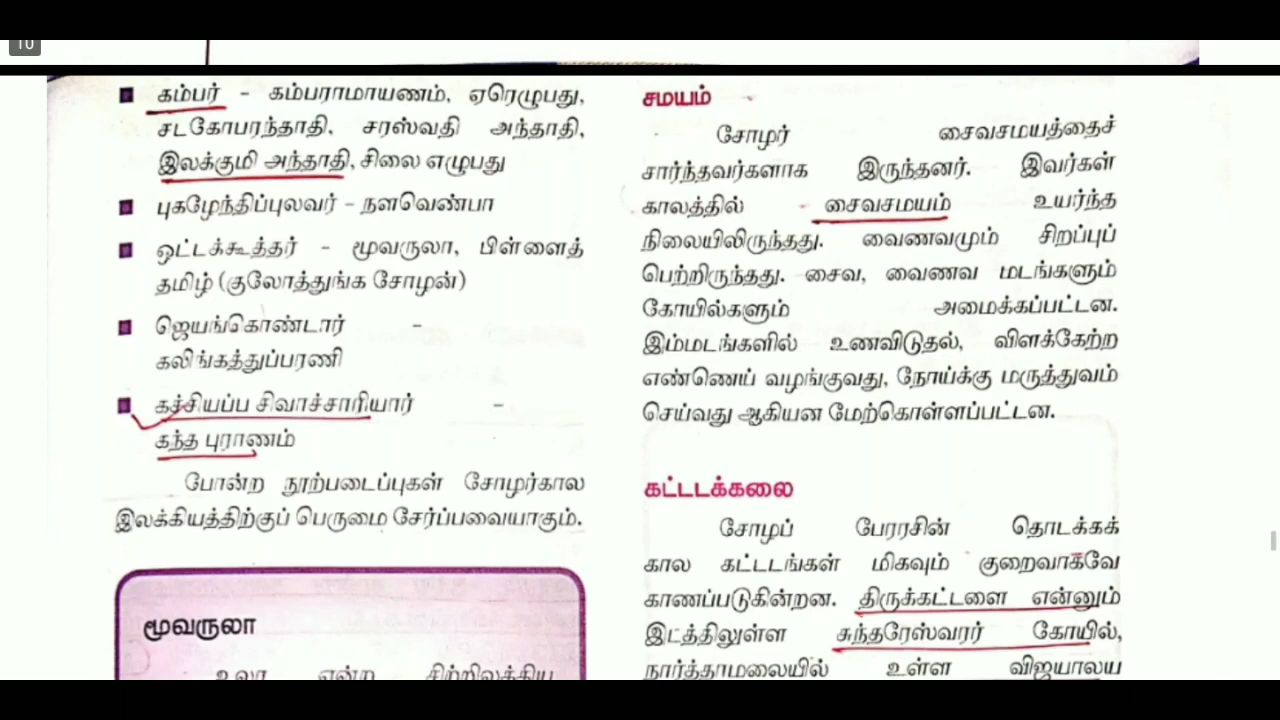 10
கம்பர் - கம்பராமாயணம், ஏரெழுபது,
சடகோபரந்தாதி, சரஸ்வதி அந்தாதி,
இலக்குமி அந்தாதி, சிலை எழுபது
புகழேந்திப்புலவர் - நளவெண்பா
ஒட்டக்கூத்தர் - மூவருலா, பிள்ளைத்
தமிழ் (குலோத்துங்க சோழன்)
ஜெயங்கொண்டார் -
கலிங்கத்துப்பரணி
கச்சியப்ப சிவாச்சாரியார் -
கந்த புராணம்
போன்ற நூற்படைப்புகள் சோழர்கால
இலக்கியத்திற்குப் பெருமை சேர்ப்பவையாகும்.
மூவருலா
உலா என்ற சிற்றிலக்கிய
சமயம்
சோழர் சைவசமயத்தைச்
சார்ந்தவர்களாக இருந்தனர். இவர்கள்
காலத்தில் சைவசமயம் உயர்ந்த
நிலையிலிருந்தது. வைணவமும் சிறப்புப்
பெற்றிருந்தது. சைவ, வைணவ மடங்களும்
கோயில்களும் அமைக்கப்பட்டன.
இம்மடங்களில் உணவிடுதல், விளக்கேற்ற
எண்ணெய் வழங்குவது, நோய்க்கு மருத்துவம்
செய்வது ஆகியன மேற்கொள்ளப்பட்டன.
கட்டடக்கலை
சோழப் பேரரசின் தொடக்கக்
கால கட்டடங்கள் மிகவும் குறைவாகவே
காணப்படுகின்றன. திருக்கட்டளை என்னும்
இடத்திலுள்ள சுந்தரேஸ்வரர் கோயில்,
நார்த்தாமலையில் உள்ள விஜயாலய